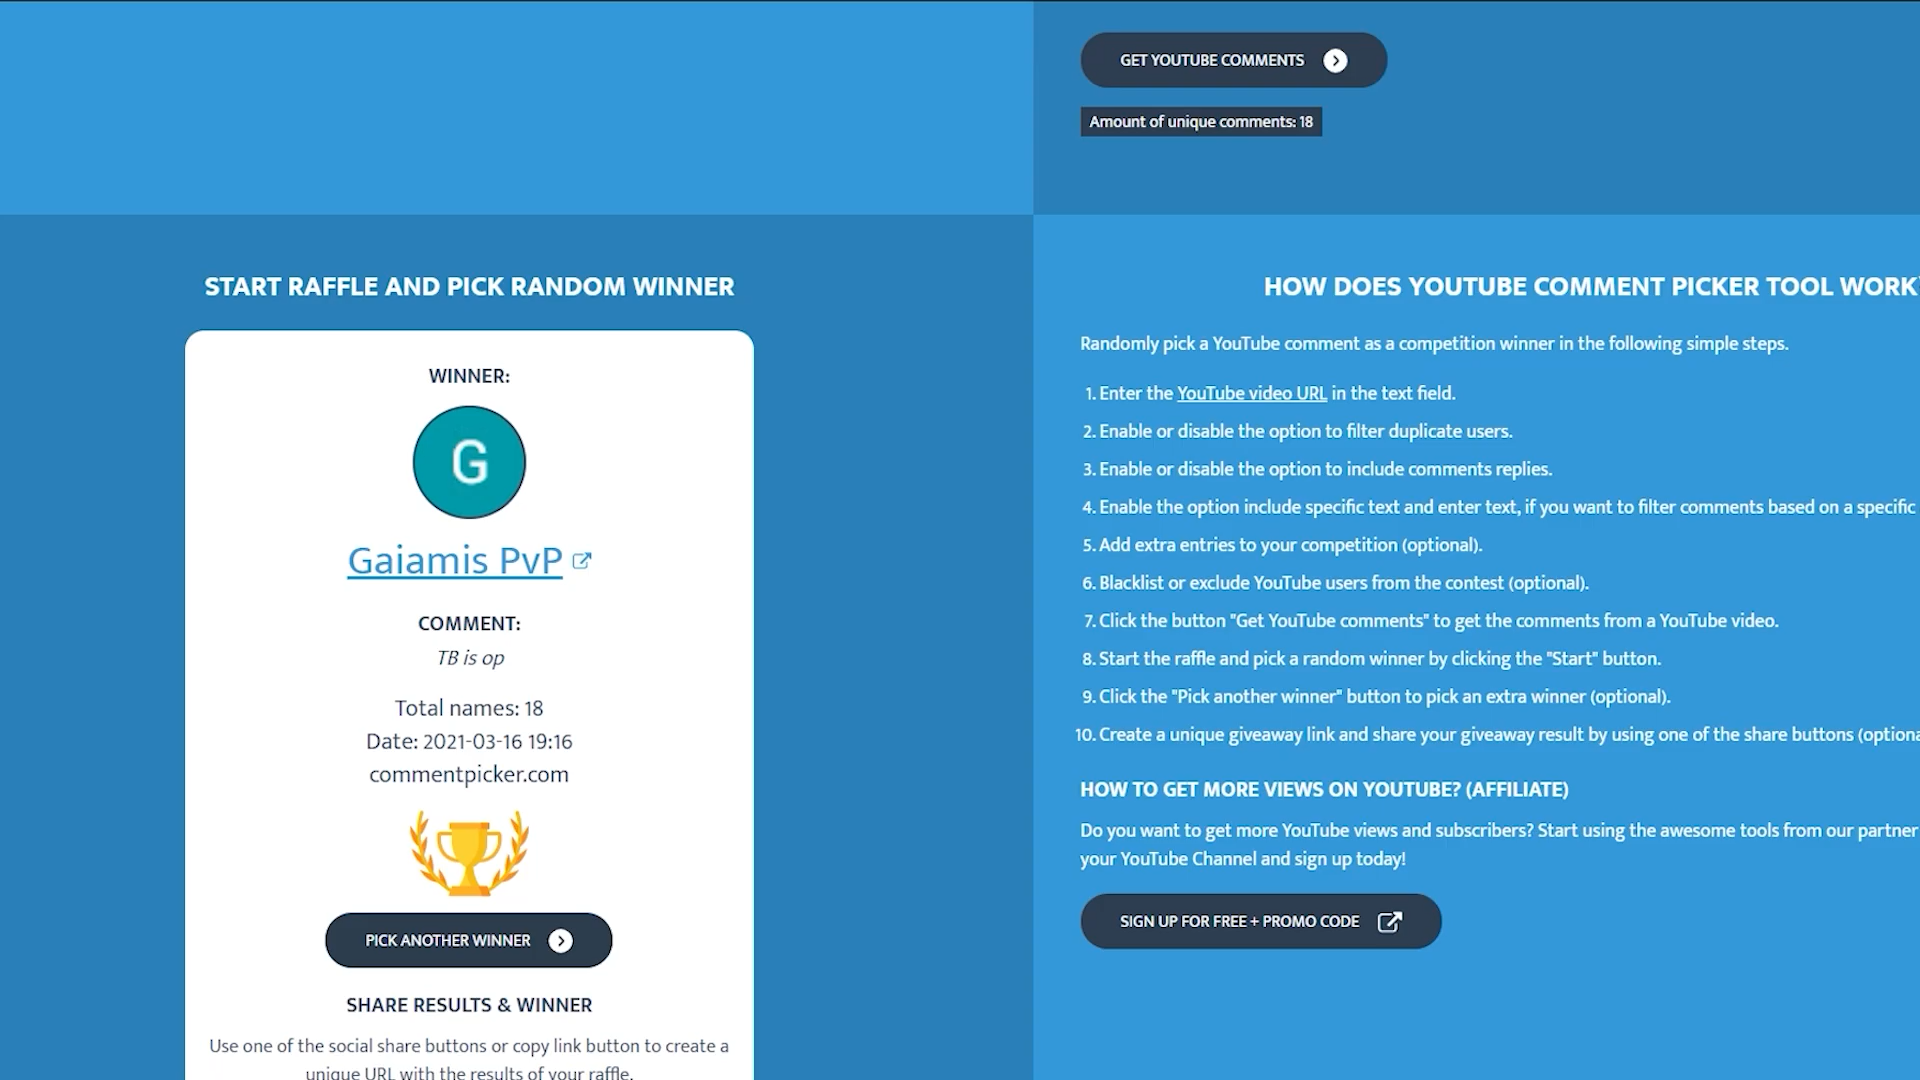 GET YOUTUBE COMMENTS
Amount of unique comments: 18
START RAFFLE AND PICK RANDOM WINNER
WINNER:
G
Gaiamis PvP
COMMENT:
TB is op
Total names: 18
Date: 2021-03-16 19:16
commentpicker.com
PICK ANOTHER WINNER
SHARE RESULTS & WINNER
Use one of the social share buttons or copy link button to create a
unique URL with the results of your raffle.
HOW DOES YOUTUBE COMMENT PICKER TOOL WORK
Randomly pick a YouTube comment as a competition winner in the following simple steps.
1. Enter the YouTube video URL in the text field.
2. Enable or disable the option to filter duplicate users.
3. Enable or disable the option to include comments replies.
4. Enable the option include specific text and enter text, if you want to filter comments based on a specific
5. Add extra entries to your competition (optional).
6. Blacklist or exclude YouTube users from the contest (optional).
7. Click the button "Get YouTube comments" to get the comments from a YouTube video.
8. Start the raffle and pick a random winner by clicking the "Start" button.
9. Click the "Pick another winner" button to pick an extra winner (optional).
10. Create a unique giveaway link and share your giveaway result by using one of the share buttons (optiona
HOW TO GET MORE VIEWS ON YOUTUBE? (AFFILIATE)
Do you want to get more YouTube views and subscribers? Start using the awesome tools from our partner
your YouTube Channel and sign up today!
SIGN UP FOR FREE + PROMO CODE